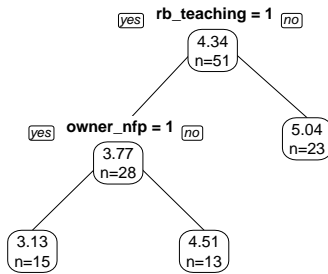 yes rb_teaching = 1 no
4.34
n=51
yes owner_nfp = 1 no
3.77
n=28
5.04
n=23
3.13
n=15
4.51
n=13